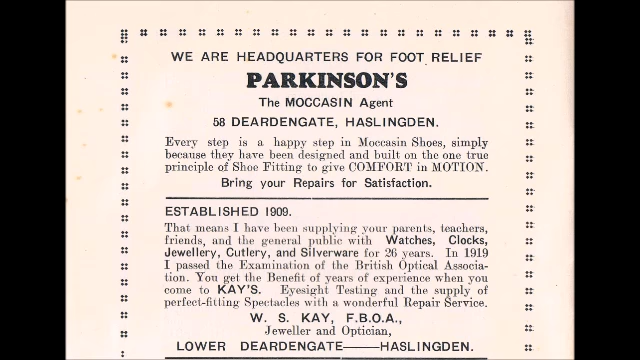 WE ARE HEADQUARTERS FOR FOOT RELIEF
PARKINSON'S
The MOCCASIN Agent
58 DEARDENGATE, HASLINGDEN.
Every step is a happy step in Moccasin Shoes, simply
because they have been designed and built on the one true
principle of Shoe Fitting to give COMFORT in MOTION.
Bring your Repairs for Satisfaction.
ESTABLISHED 1909.
That means I have been supplying your parents, teachers,
friends, and the general public with Watches, Clocks,
Jewellery, Cutlery, and Silverware for 26 years. In 1919
I passed the Examination of the British Optical Associa-
tion. You get the Benefit of years of experience when you
come to KAY'S. Eyesight Testing and the supply of
perfect-fitting Spectacles with a wonderful Repair Service.
W. S. KAY, F.B.O.A.,
Jeweller and Optician,
LOWER DEARDENGATE——HASLINGDEN.